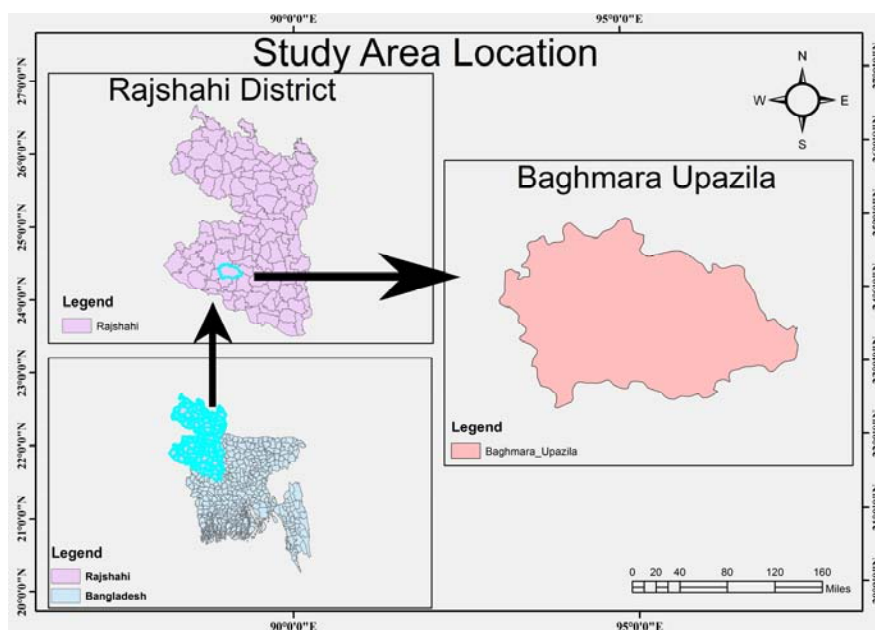 90°0'0"E 95°0'0"E
Study Area Location
Rajshahi District
Legend
Rajshahi
N
W E
S
Baghmara Upazila
Legend
Baghmara_Upazila
Legend
Rajshahi
Bangladesh
0 20 40 80 120 160
Miles
27°0'0"N
26°0'0"N
25°0'0"N
24°0'0"N
23°0'0"N
22°0'0"N
21°0'0"N
20°0'0"N
90°0'0"E 95°0'0"E